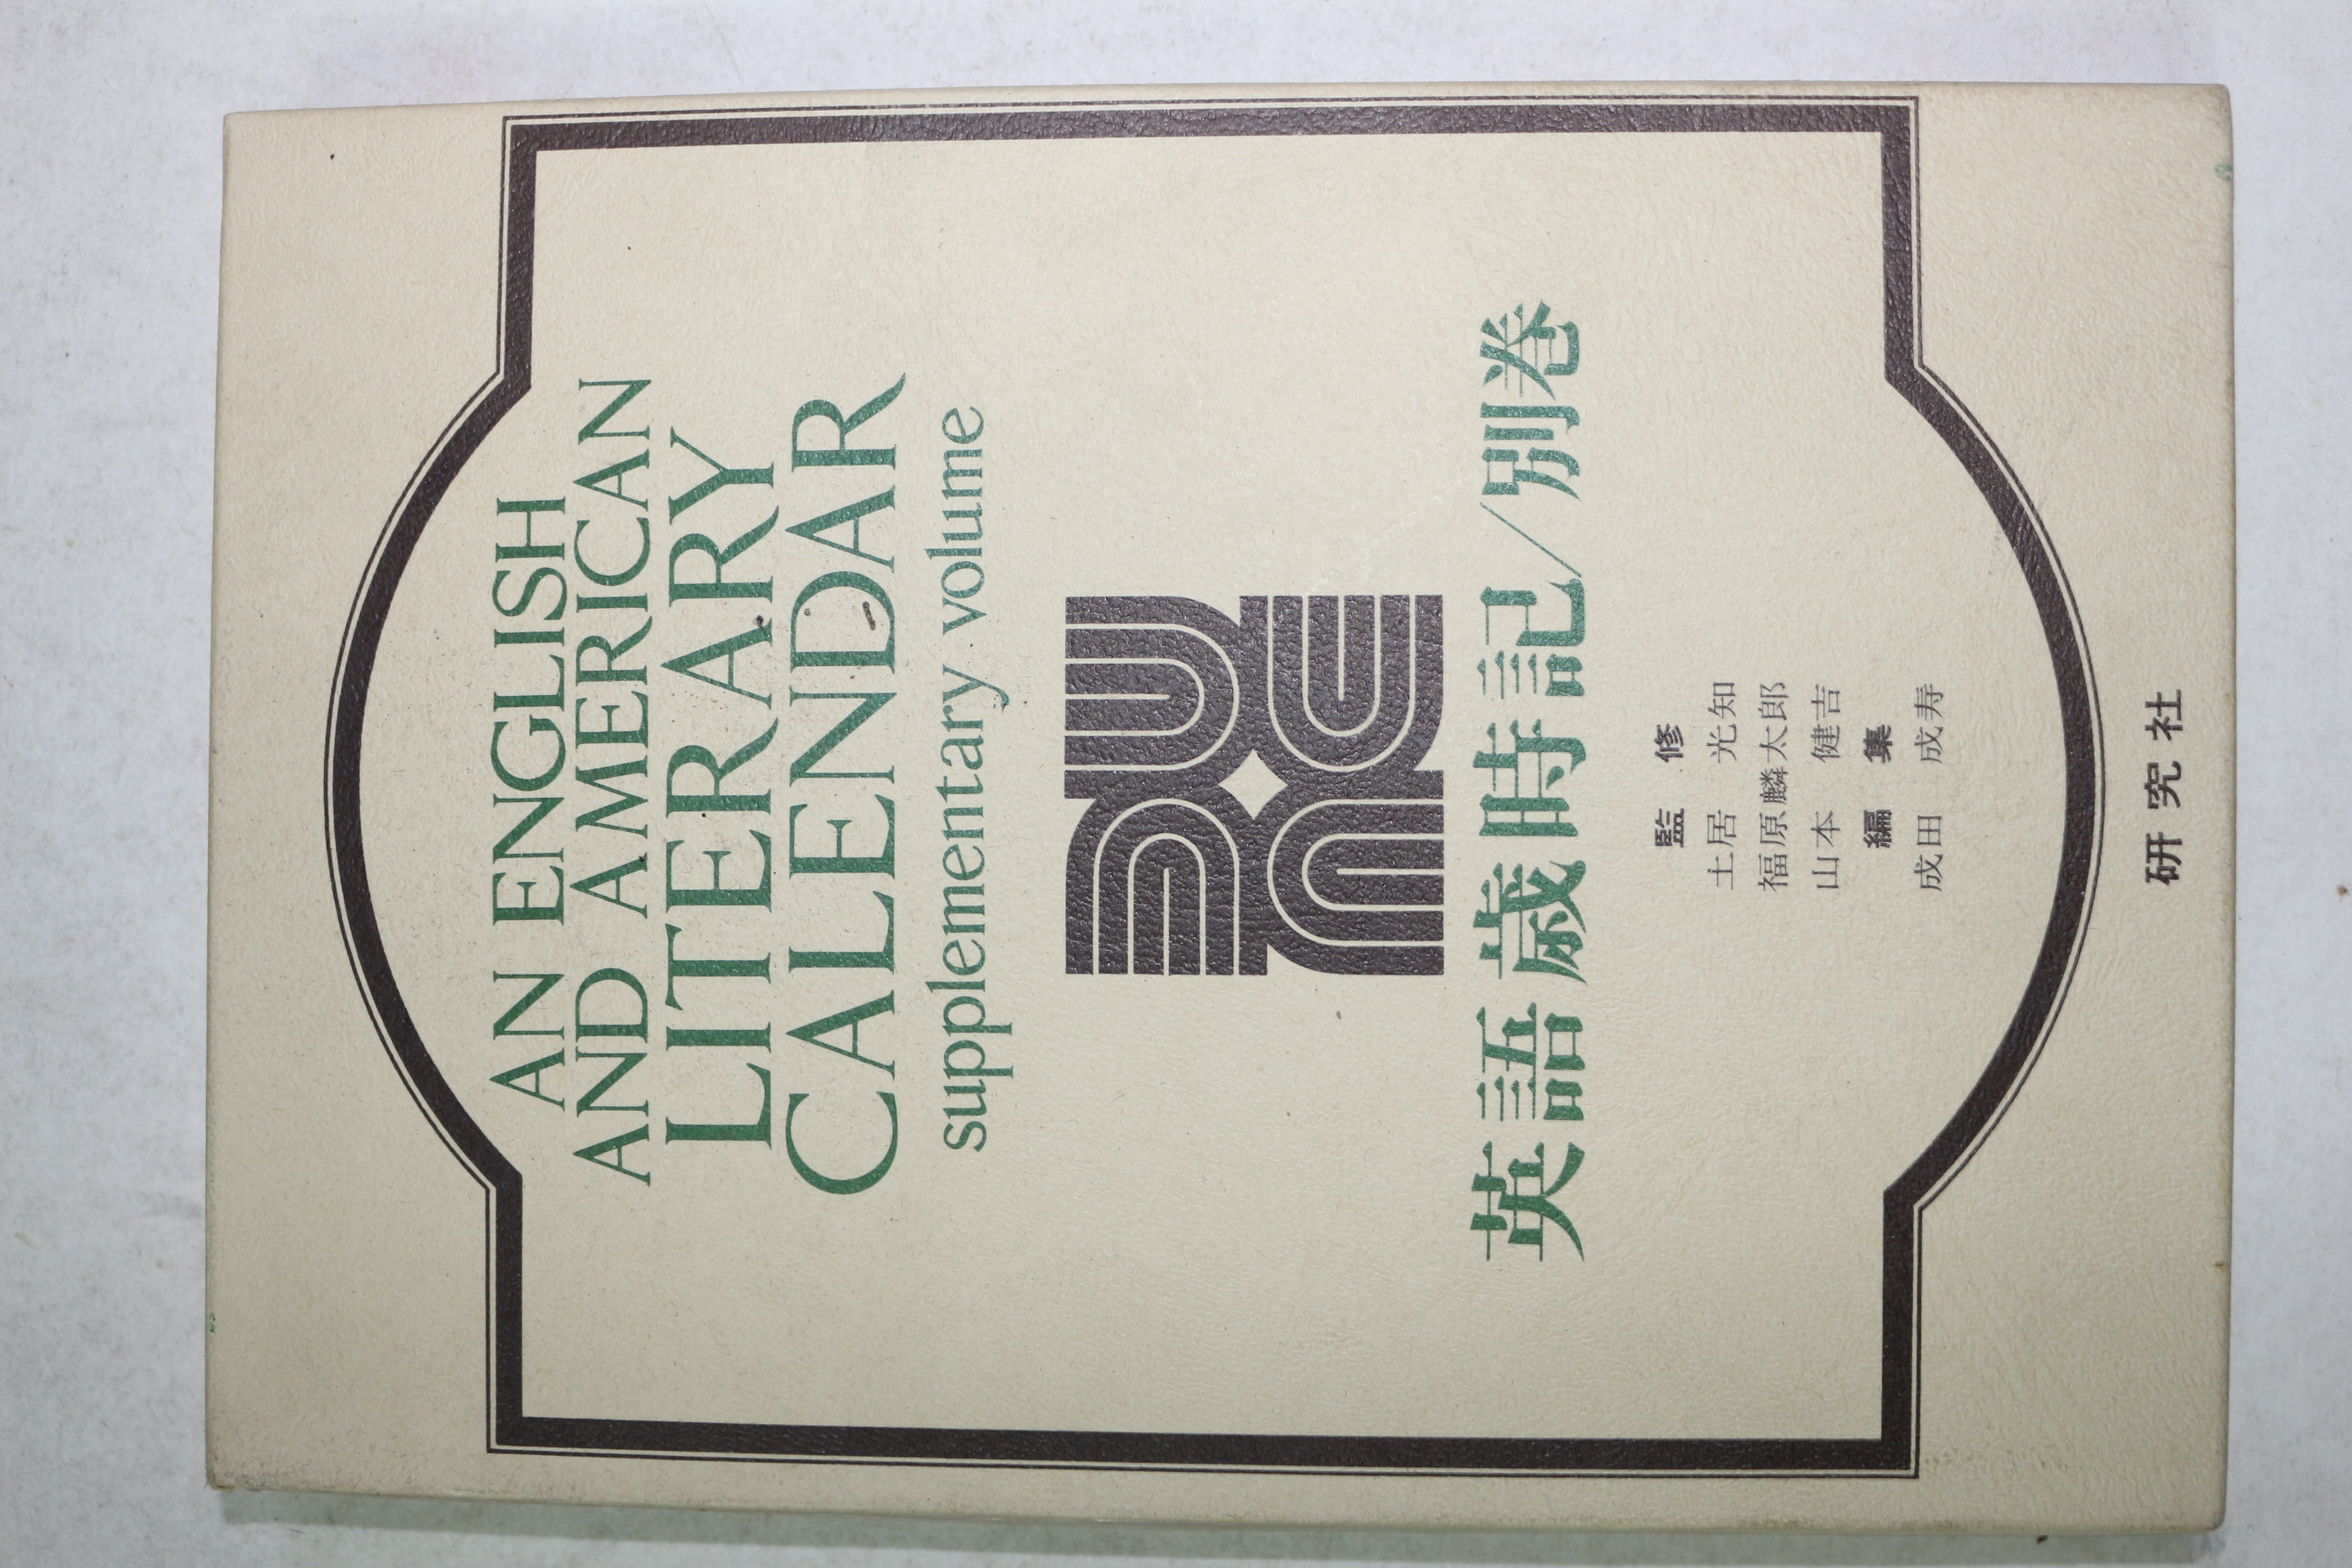 AN ENGLISH
AND AMERICAN
LITERARY
CALENDAR
supplementary volume
英語歳時記/別巻
監修
土居光知
福原麟太郎
山本健吉
編集
成田成寿
研究社